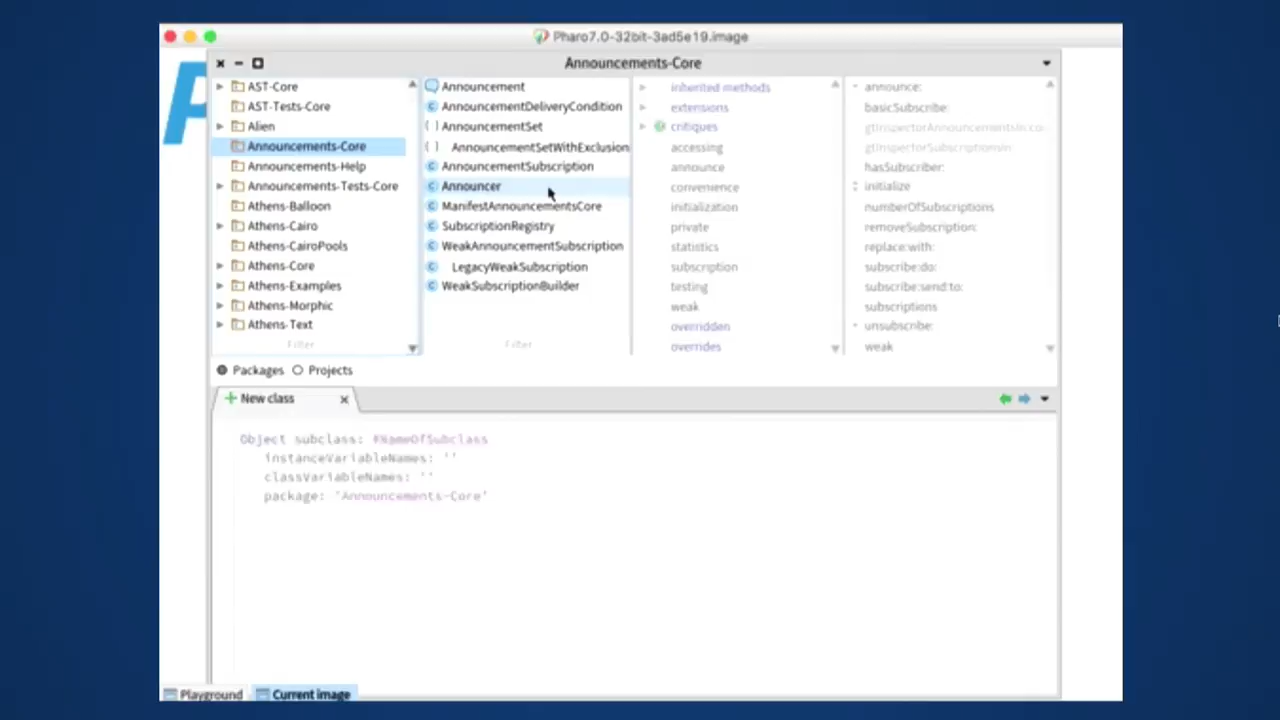 Pharo7.0-32bit-3ad5e19.image
Announcements-Core
AST-Core
AST-Tests-Core
Alien
Announcements-Core
Announcements-Help
Announcements-Tests-Core
Athens-Balloon
Athens-Cairo
Athens-CairoPools
Athens-Core
Athens-Examples
Athens-Morphic
Athens-Text
Filter
Announcement
AnnouncementDeliveryCondition
AnnouncementSet
AnnouncementSetWithExclusion
AnnouncementSubscription
Announcer
ManifestAnnouncementsCore
SubscriptionRegistry
WeakAnnouncementSubscription
LegacyWeakSubscription
WeakSubscriptionBuilder
Filter
inherited methods
extensions
critiques
accessing
announce
convenience
initialization
private
statistics
subscription
testing
weak
overridden
overrides
announce:
basicSubscribe:
hasSubscriber:
initialize
numberOfSubscriptions
removeSubscription:
replace:with:
subscribe:do:
subscribe:send:to:
subscriptions
unsubscribe:
weak
Packages Projects
New class
Object subclass: #NameOfSubclass
instanceVariableNames: ''
classVariableNames: ''
package: 'Announcements-Core'
Playground Current image